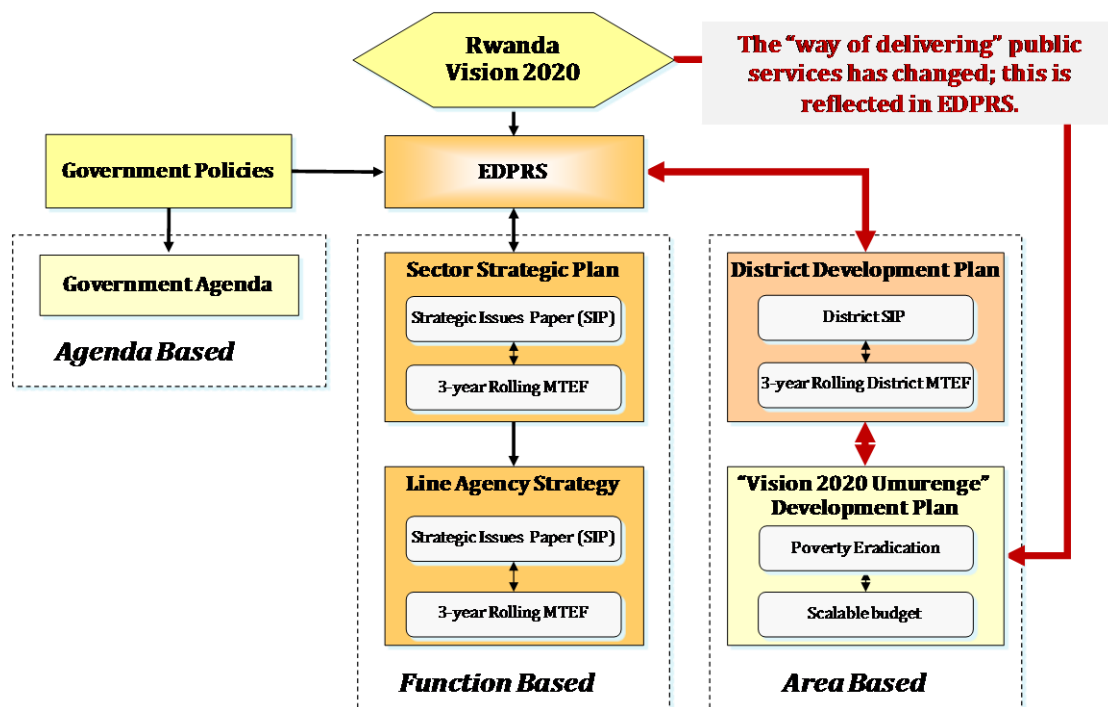 Rwanda
Vision 2020
The “way of delivering” public
services has changed; this is
reflected in EDPRS.
Government Policies
EDPRS
Government Agenda
Agenda Based
Sector Strategic Plan
Strategic Issues Paper (SIP)
3-year Rolling MTEF
Line Agency Strategy
Strategic Issues Paper (SIP)
3-year Rolling MTEF
Function Based
District Development Plan
District SIP
3-year Rolling District MTEF
“Vision 2020 Umurenge”
Development Plan
Poverty Eradication
Scalable budget
Area Based